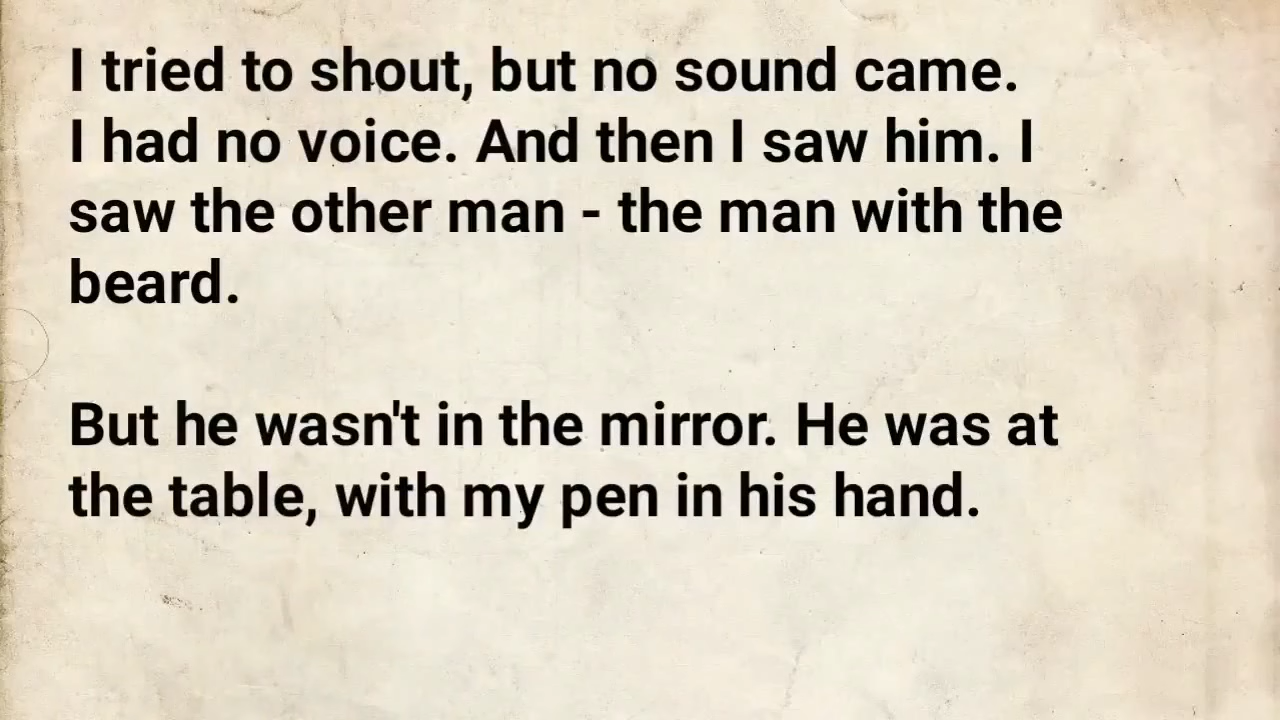 I tried to shout, but no sound came.
I had no voice. And then I saw him. I
saw the other man - the man with the
beard.
But he wasn't in the mirror. He was at
the table, with my pen in his hand.